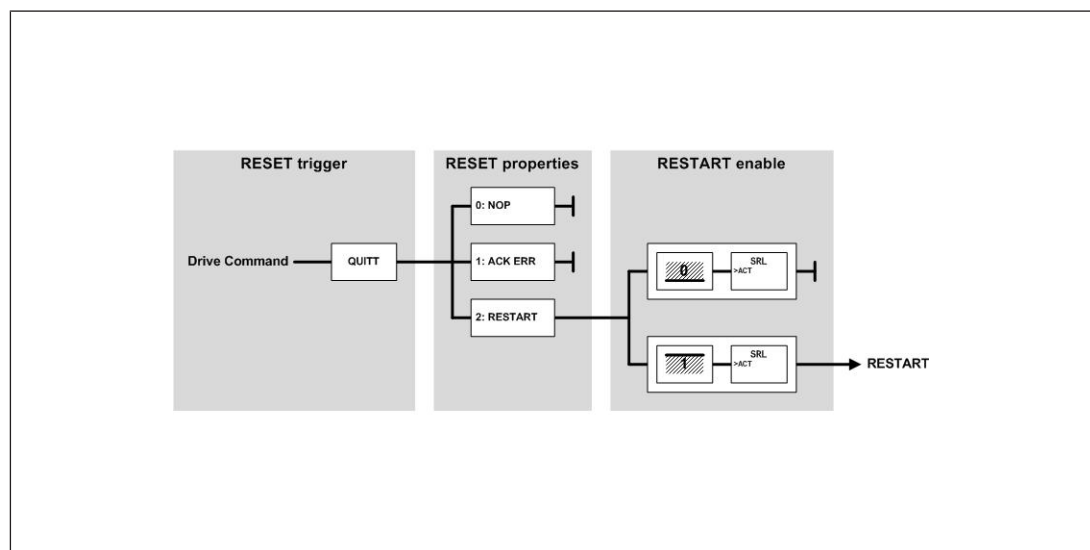 RESET trigger
RESET properties
RESTART enable
0: NOP
Drive Command
QUITT
1: ACK ERR
0
SRL
>ACT
2: RESTART
1
SRL
>ACT
RESTART